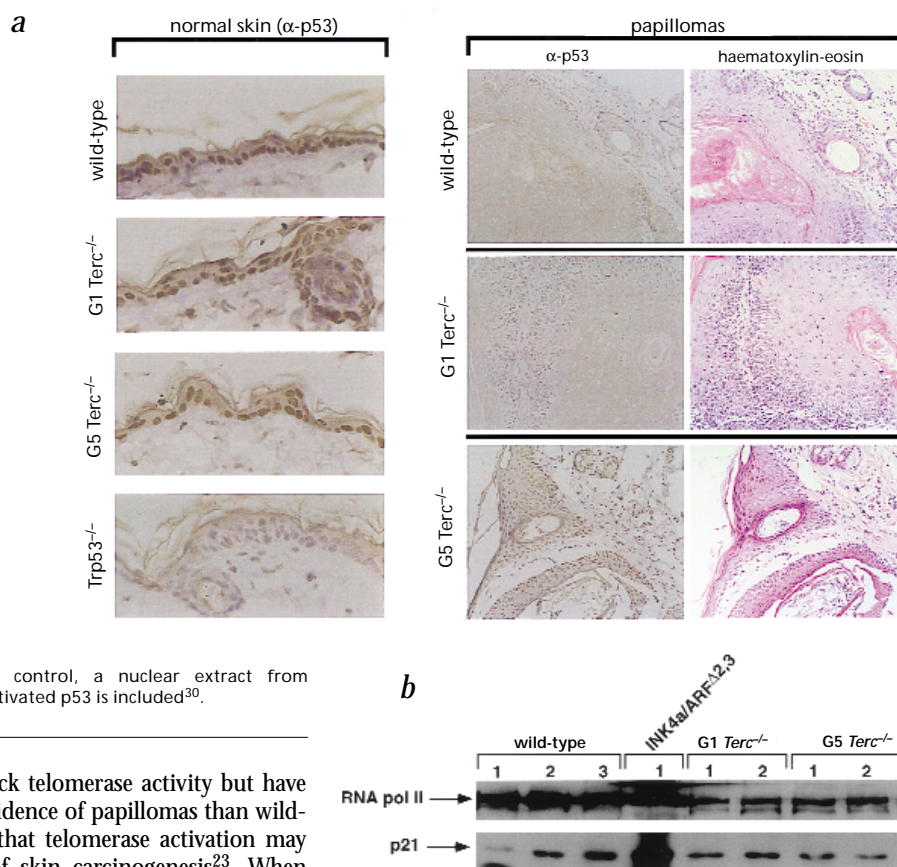 a
normal skin (α-p53)
papillomas
α-p53
haematoxylin-eosin
wild-type
G1 Terc–/–
G5 Terc–/–
Trp53–/–
wild-type
G1 Terc–/–
G5 Terc–/–
control, a nuclear extract from
tivated p53 is included30.
ck telomerase activity but have
idence of papillomas than wild-
that telomerase activation may
of skin carcinogenesis23. When
b
wild-type
INK4a/ARFΔ2,3
G1 Terc–/–
G5 Terc–/–
1 2 3 1 1 2 1 2
RNA pol II
p21